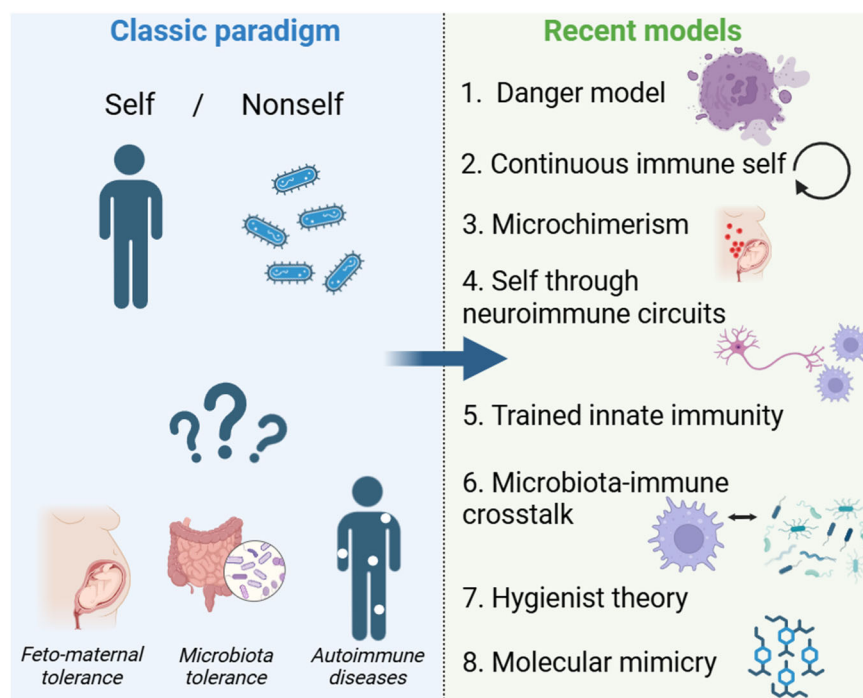 Classic paradigm
Self / Nonself
???
Feto-maternal
tolerance
Microbiota
tolerance
Autoimmune
diseases
Recent models
1. Danger model
2. Continuous immune self
3. Microchimerism
4. Self through
neuroimmune circuits
5. Trained innate immunity
6. Microbiota-immune
crosstalk
7. Hygienist theory
8. Molecular mimicry